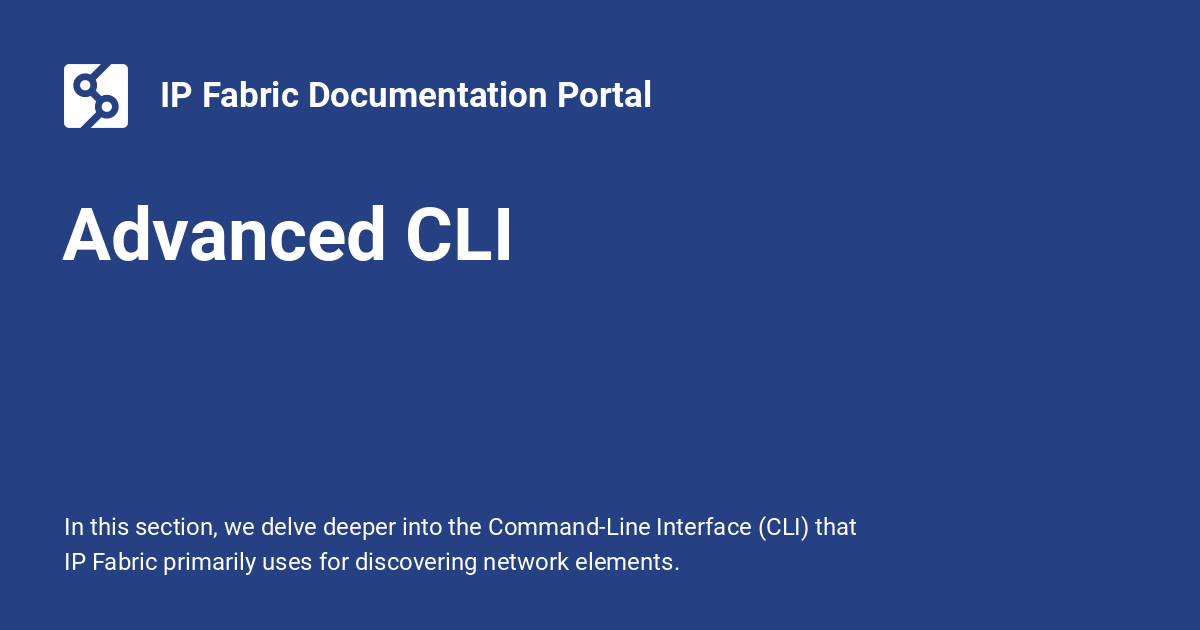 IP Fabric Documentation Portal
Advanced CLI
In this section, we delve deeper into the Command-Line Interface (CLI) that
IP Fabric primarily uses for discovering network elements.